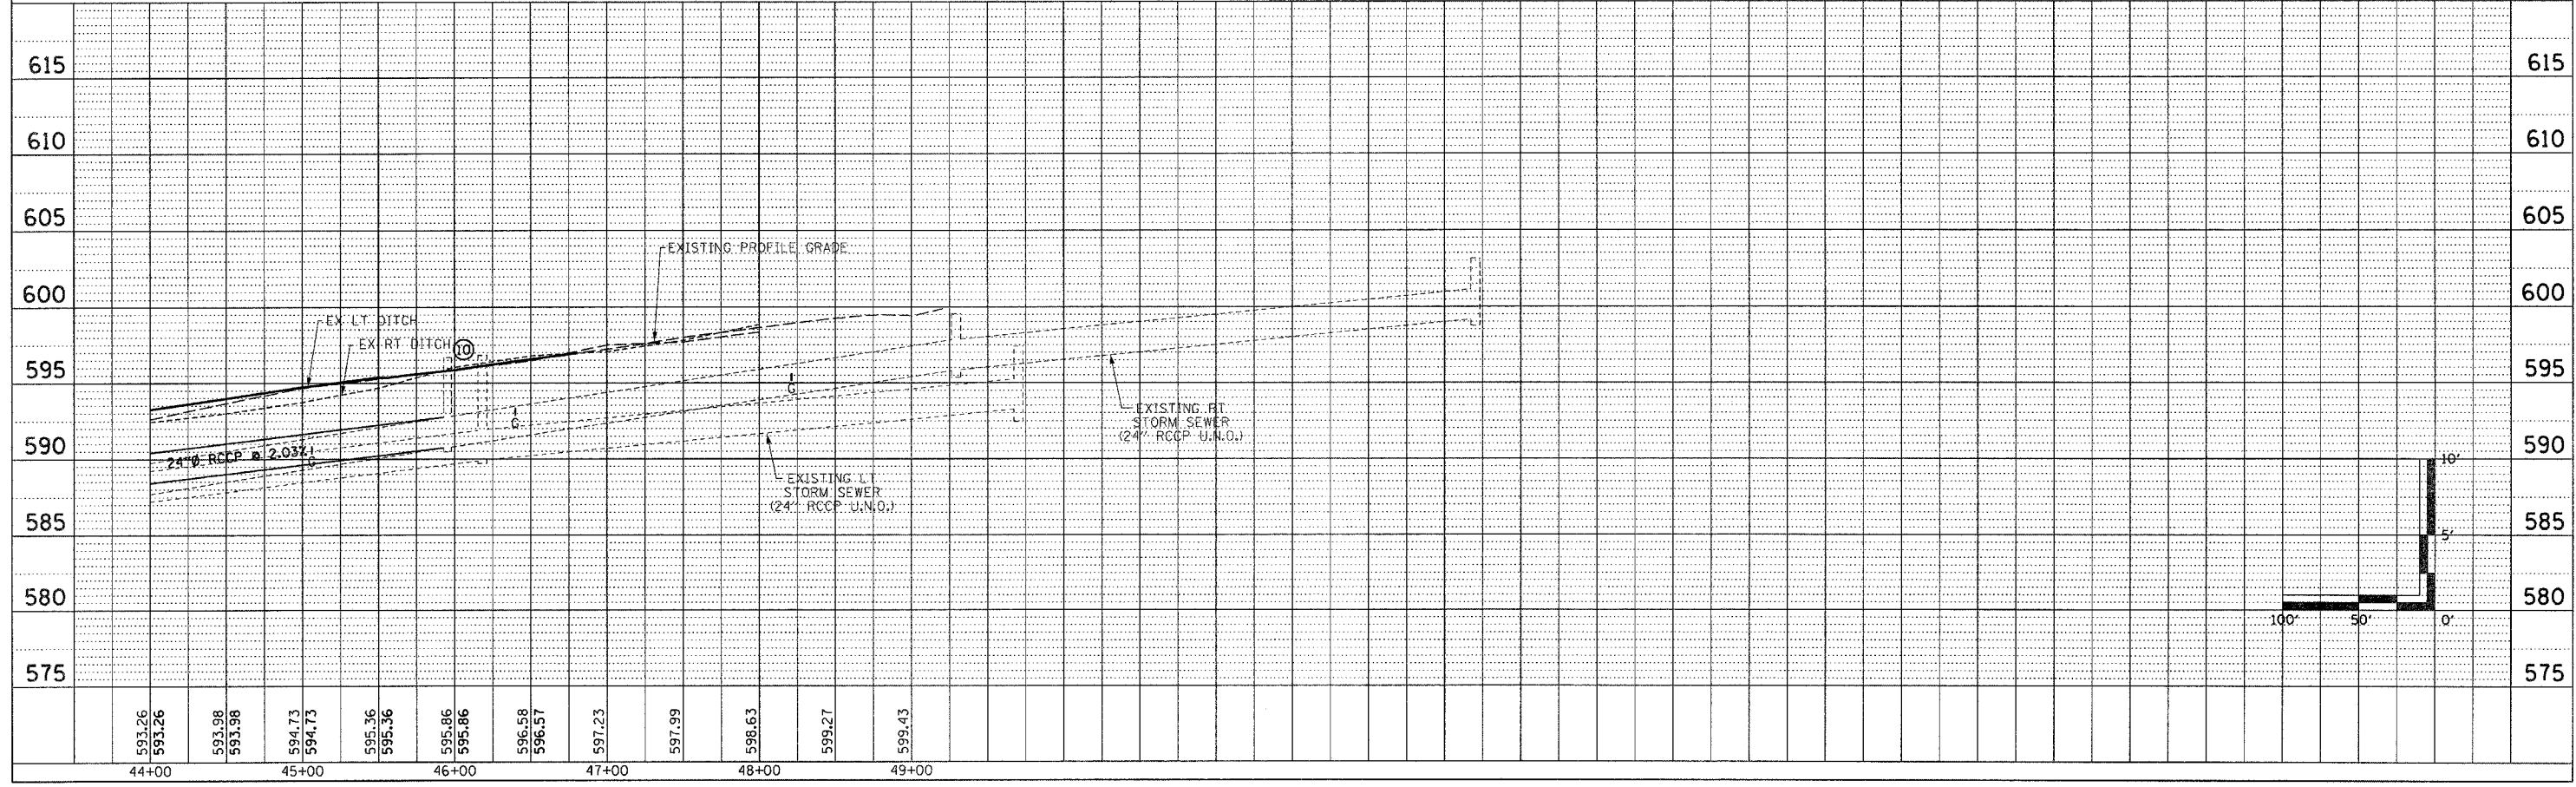 615 615
610 610
605 605
EXISTING PROFILE GRADE
600 600
EX LT DITCH
EX RT DITCH 10
595 595
G
G
EXISTING RT
STORM SEWER
(24" RCCP U.N.O.)
590 590
24"Ø RCCP @ 2.03%
G
10'
EXISTING LT
STORM SEWER
(24" RCCP U.N.O.)
585 585
5'
580 580
100' 50' 0'
575 575
593.26 593.98 594.73 595.36 595.86 596.58 597.23 597.99 598.63 599.27 599.43
593.26 593.98 594.73 595.36 595.86 596.57
44+00 45+00 46+00 47+00 48+00 49+00